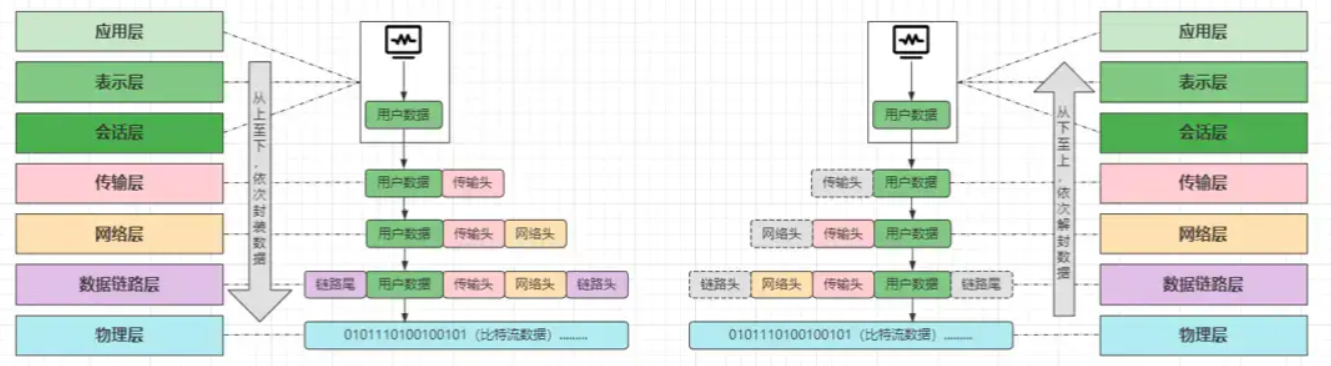 应用层
表示层
会话层
传输层
网络层
数据链路层
物理层
从上至下,依次封装数据
用户数据
用户数据 传输头
用户数据 传输头 网络头
链路尾 用户数据 传输头 网络头 链路头
0101110100100101（比特流数据）.........
用户数据
传输头 用户数据
网络头 传输头 用户数据
链路头 网络头 传输头 用户数据 链路尾
0101110100100101（比特流数据）.........
从下至上,依次解封数据
应用层
表示层
会话层
传输层
网络层
数据链路层
物理层